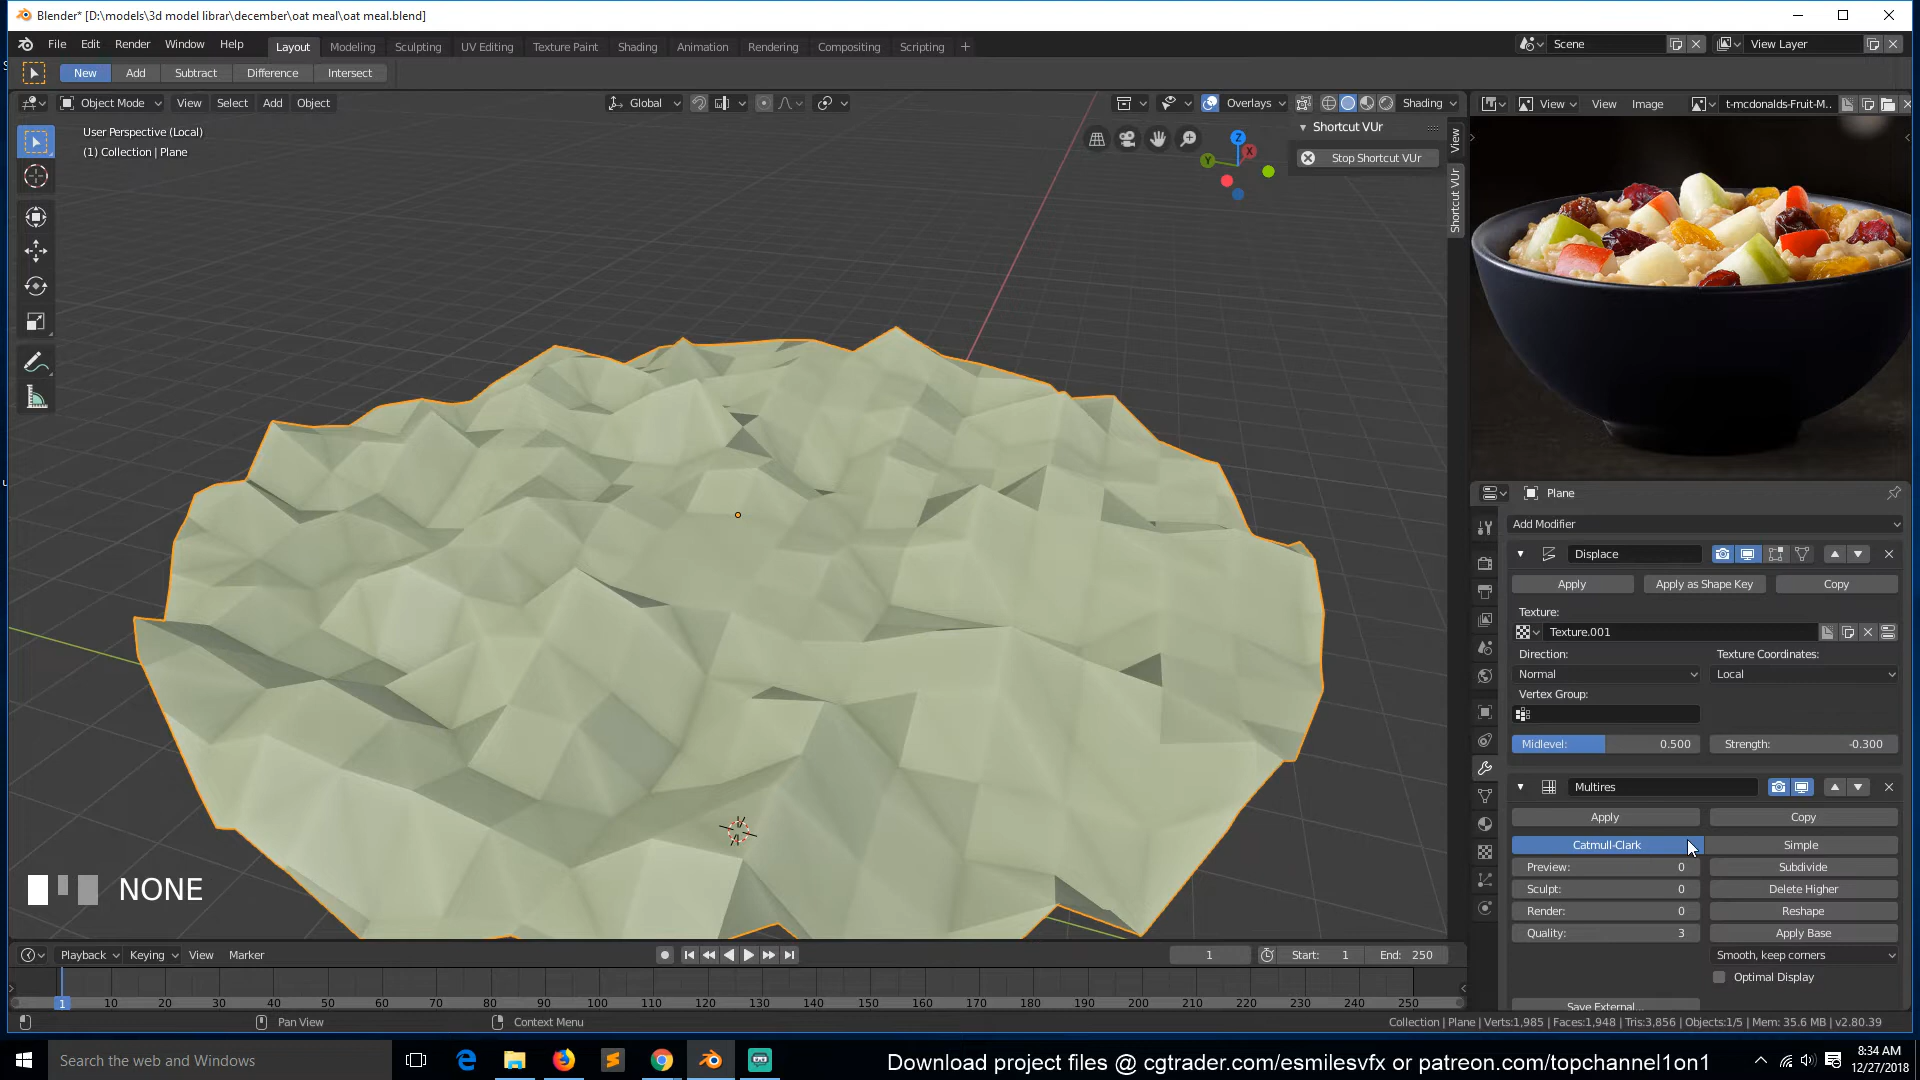 Blender* [D:\models\3d model librar\december\oat meal\oat meal.blend]
File Edit Render Window Help Layout Modeling Sculpting UV Editing Texture Paint Shading Animation Rendering Compositing Scripting + Scene View Layer
New Add Subtract Difference Intersect
Object Mode View Select Add Object Global Overlays Shading View View Image t-mcdonalds-Fruit-M..
User Perspective (Local)
(1) Collection | Plane
Shortcut VUr
Stop Shortcut VUr
View
Shortcut VUr
Z
X
Y
Plane
Add Modifier
Displace
Apply Apply as Shape Key Copy
Texture:
Texture.001
Direction: Texture Coordinates:
Normal Local
Vertex Group:
Midlevel: 0.500 Strength: -0.300
Multires
Apply Copy
Catmull-Clark Simple
Preview: 0 Subdivide
Sculpt: 0 Delete Higher
Render: 0 Reshape
Quality: 3 Apply Base
Smooth, keep corners
Optimal Display
Save External...
NONE
Playback Keying View Marker 1 Start: 1 End: 250
1 10 20 30 40 50 60 70 80 90 100 110 120 130 140 150 160 170 180 190 200 210 220 230 240 250
Pan View Context Menu Collection | Plane | Verts:1,985 | Faces:1,948 | Tris:3,856 | Objects:1/5 | Mem: 35.6 MB | v2.80.39
Search the web and Windows
Download project files @ cgtrader.com/esmilesvfx or patreon.com/topchannel1on1
8:34 AM
12/27/2018